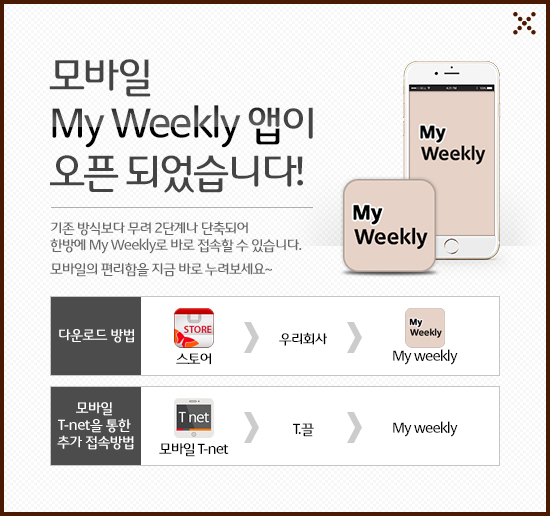 모바일
My Weekly 앱이
오픈 되었습니다!
기존 방식보다 무려 2단계나 단축되어
한방에 My Weekly로 바로 접속할 수 있습니다.
모바일의 편리함을 지금 바로 누려보세요~
My
Weekly
My
Weekly
다운로드 방법
STORE
스토어
우리회사
My
Weekly
My weekly
모바일
T-net을 통한
추가 접속방법
T net
모바일 T-net
T.끌
My weekly